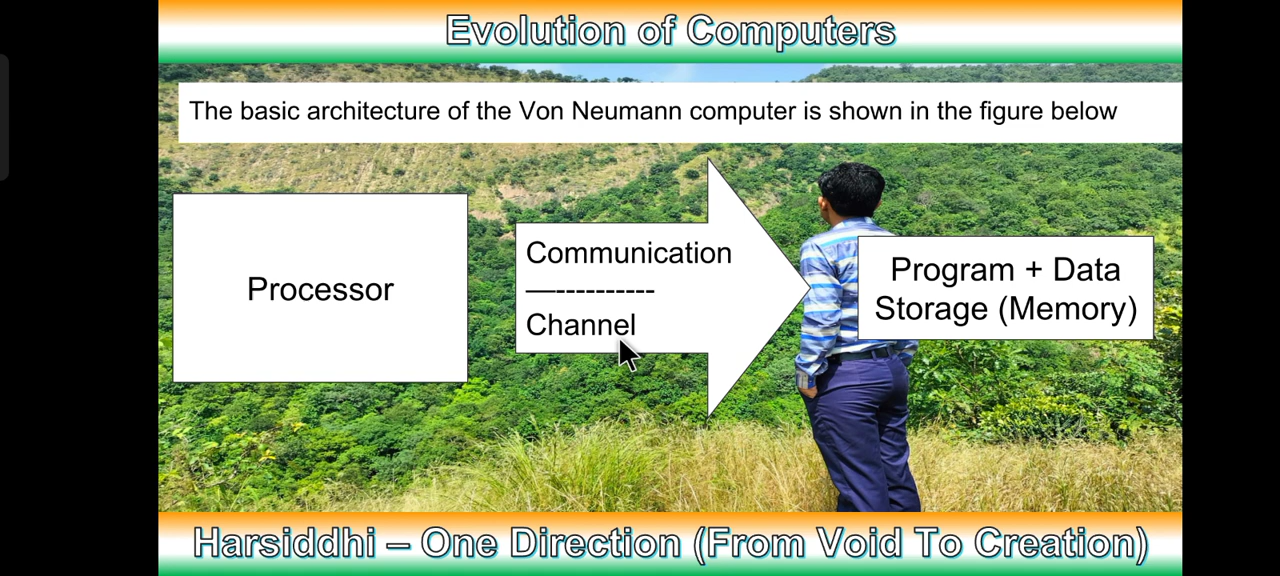 Evolution of Computers
The basic architecture of the Von Neumann computer is shown in the figure below
Processor
Communication
—----------
Channel
Program + Data
Storage (Memory)
Harsiddhi – One Direction (From Void To Creation)